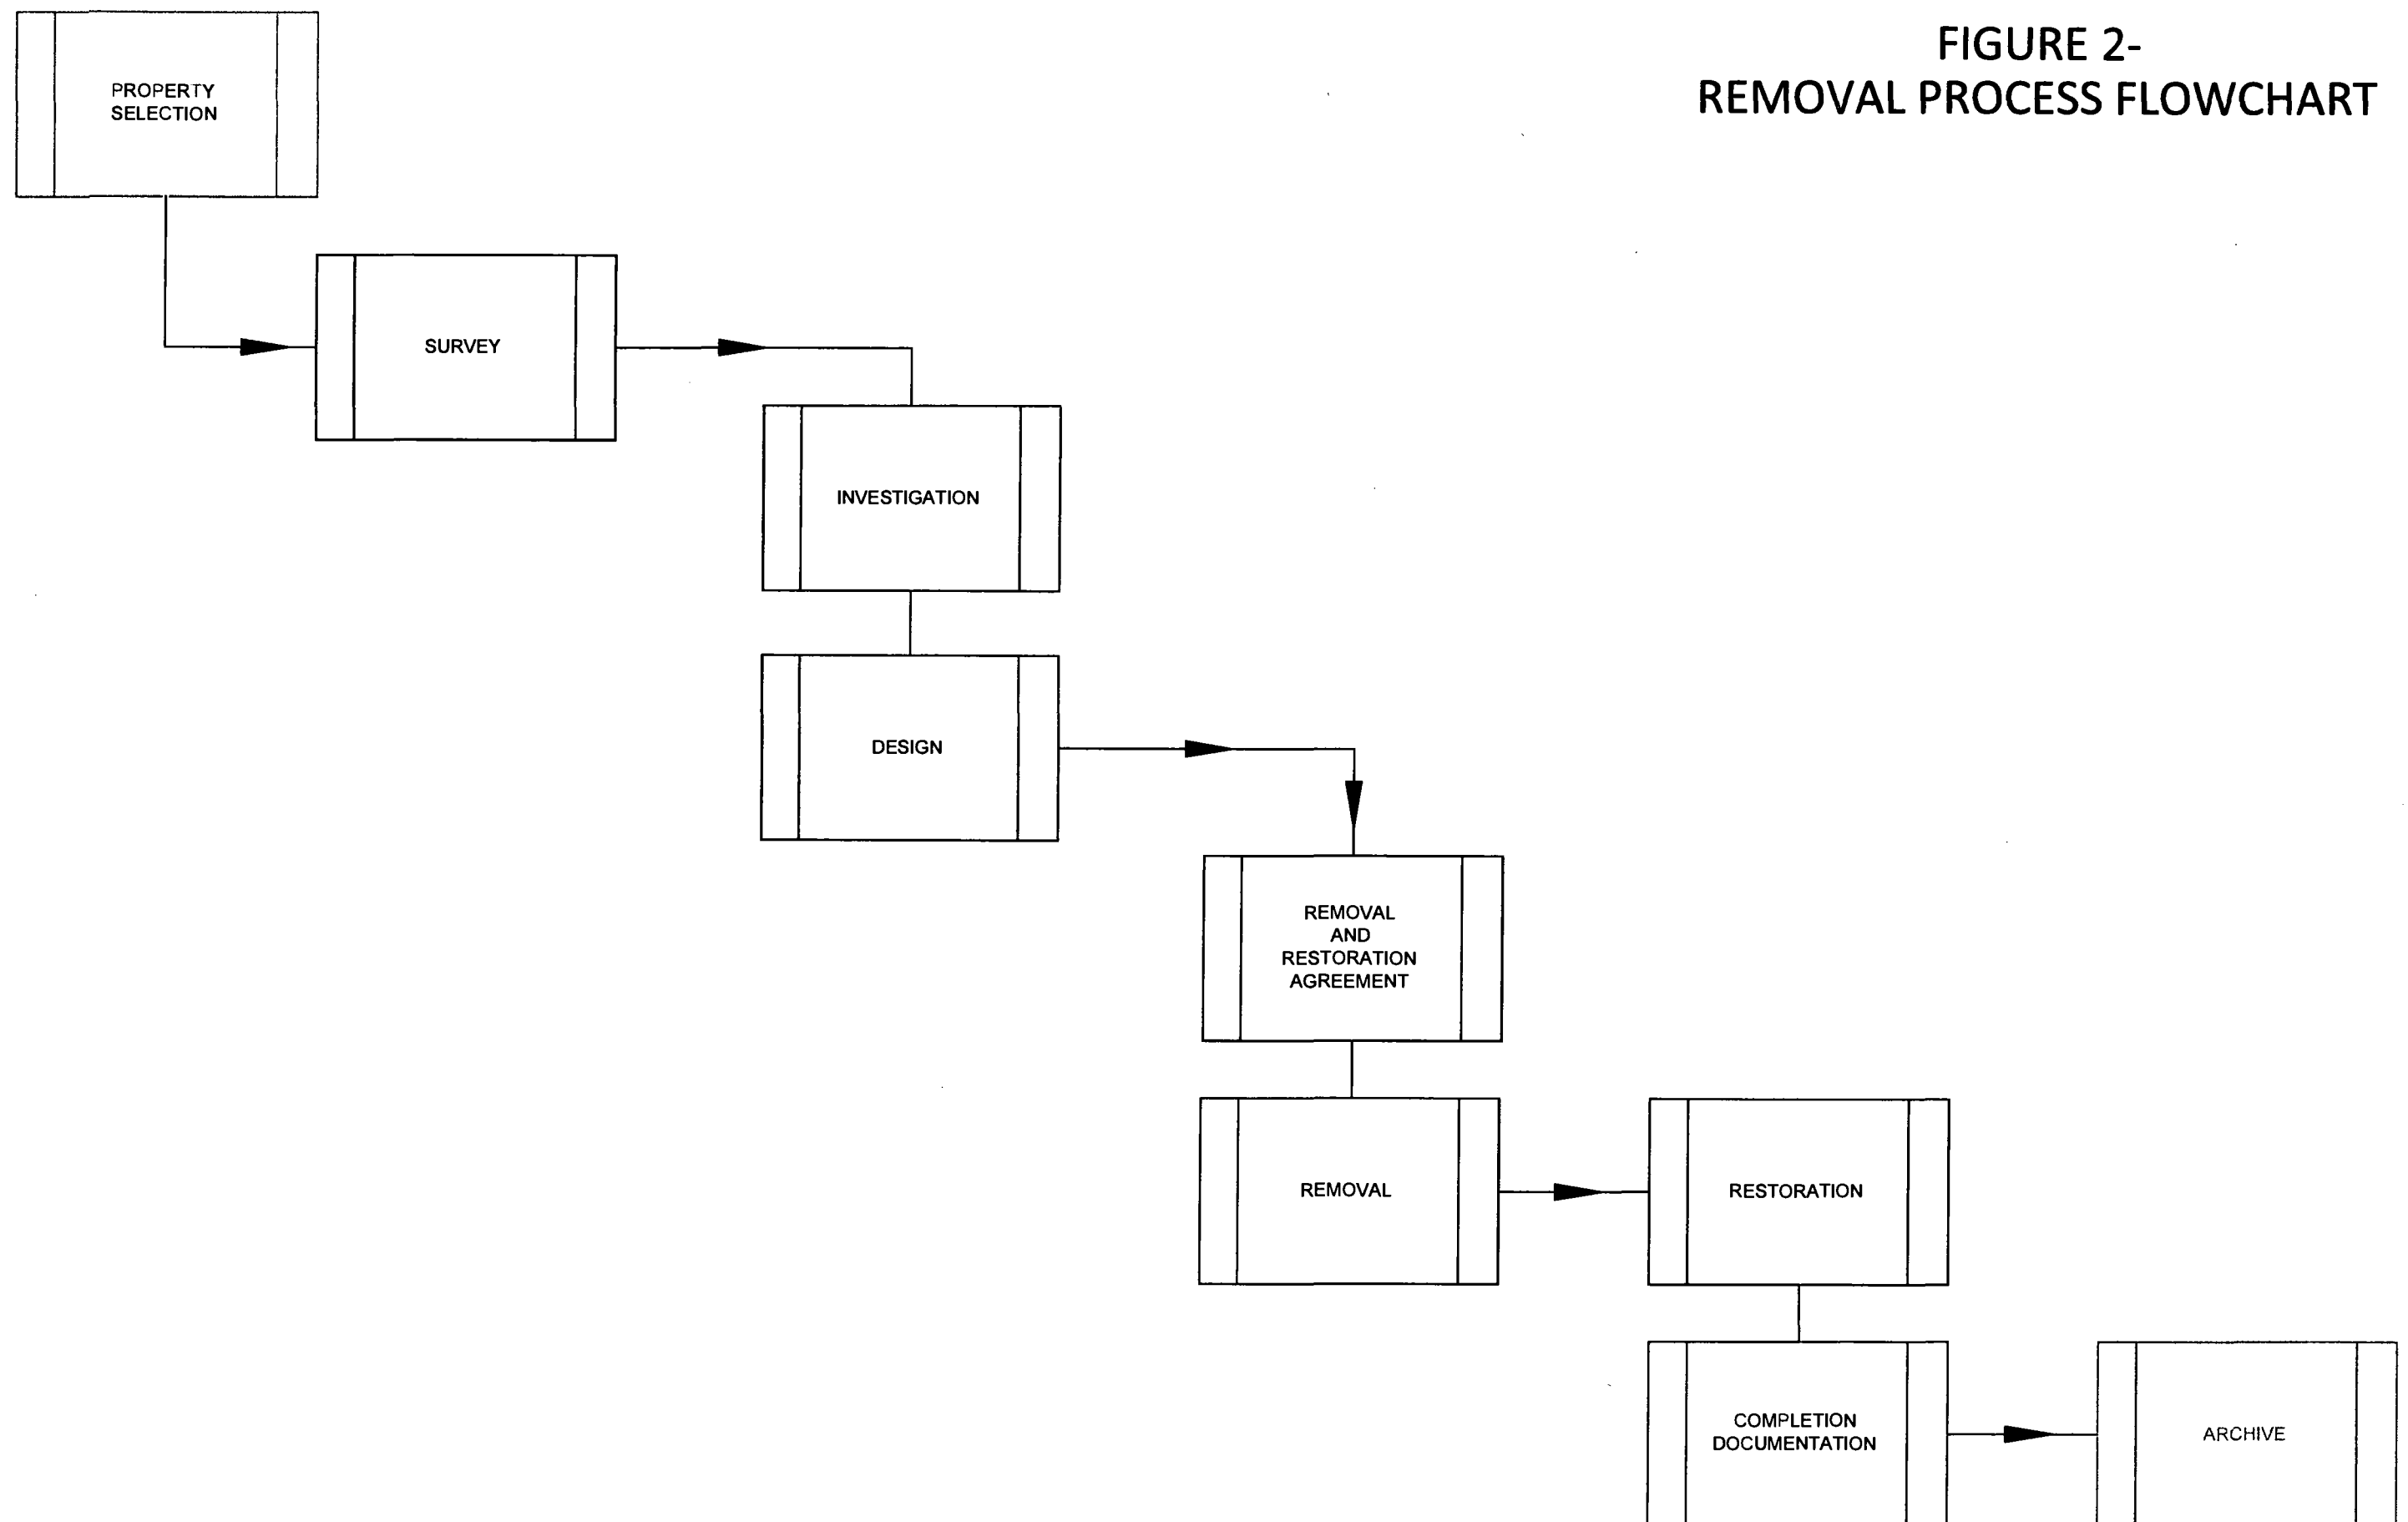 FIGURE 2-
REMOVAL PROCESS FLOWCHART
PROPERTY
SELECTION
SURVEY
INVESTIGATION
DESIGN
REMOVAL
AND
RESTORATION
AGREEMENT
REMOVAL
RESTORATION
COMPLETION
DOCUMENTATION
ARCHIVE